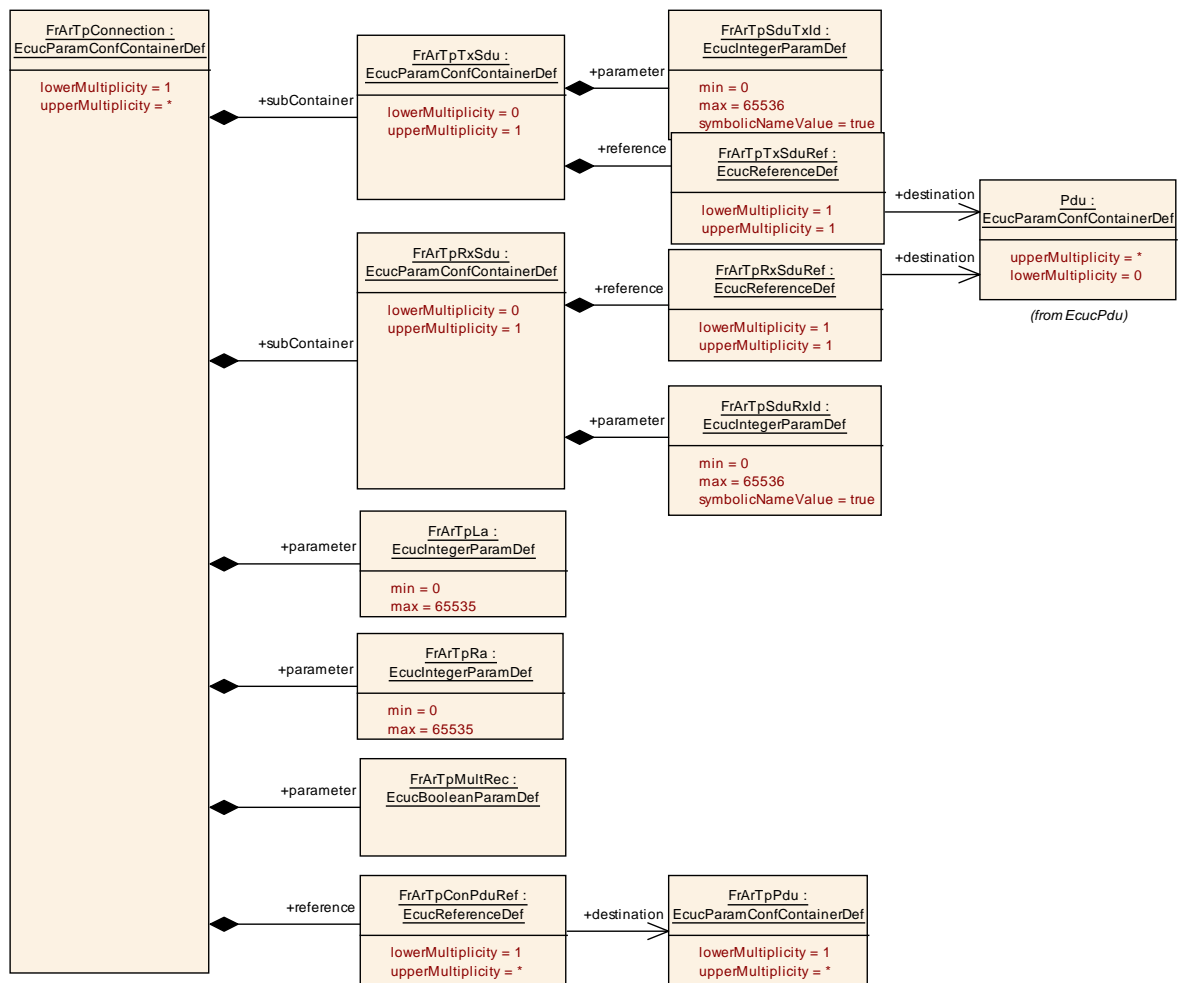 FrArTpConnection :
EcucParamConfContainerDef
lowerMultiplicity = 1
upperMultiplicity = *
+subContainer
FrArTpTxSdu :
EcucParamConfContainerDef
lowerMultiplicity = 0
upperMultiplicity = 1
+parameter
FrArTpSduTxId :
EcucIntegerParamDef
min = 0
max = 65536
symbolicNameValue = true
+reference
FrArTpTxSduRef :
EcucReferenceDef
lowerMultiplicity = 1
upperMultiplicity = 1
+destination
Pdu :
EcucParamConfContainerDef
upperMultiplicity = *
lowerMultiplicity = 0
(from EcucPdu)
+subContainer
FrArTpRxSdu :
EcucParamConfContainerDef
lowerMultiplicity = 0
upperMultiplicity = 1
+reference
FrArTpRxSduRef :
EcucReferenceDef
lowerMultiplicity = 1
upperMultiplicity = 1
+destination
+parameter
FrArTpSduRxId :
EcucIntegerParamDef
min = 0
max = 65536
symbolicNameValue = true
+parameter
FrArTpLa :
EcucIntegerParamDef
min = 0
max = 65535
+parameter
FrArTpRa :
EcucIntegerParamDef
min = 0
max = 65535
+parameter
FrArTpMultRec :
EcucBooleanParamDef
+reference
FrArTpConPduRef :
EcucReferenceDef
lowerMultiplicity = 1
upperMultiplicity = *
+destination
FrArTpPdu :
EcucParamConfContainerDef
lowerMultiplicity = 1
upperMultiplicity = *